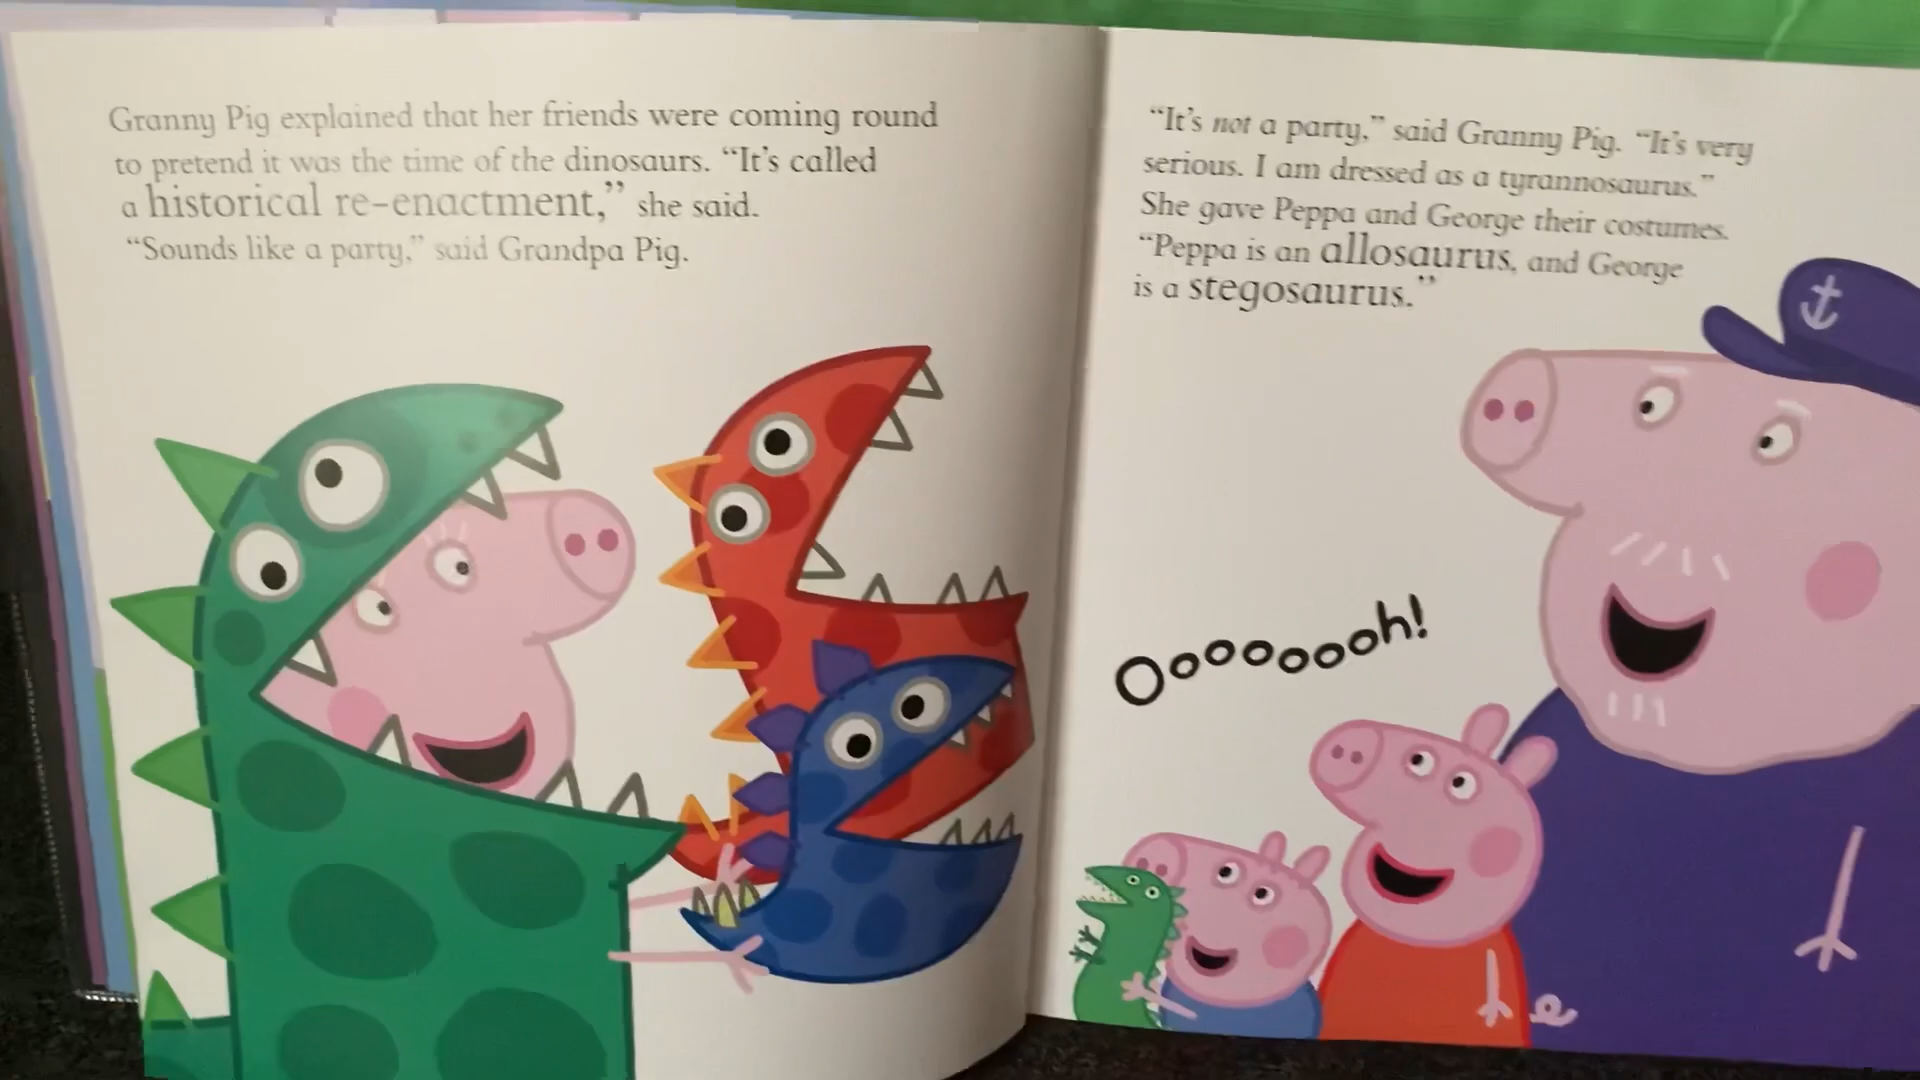 Granny Pig explained that her friends were coming round
to pretend it was the time of the dinosaurs. “It’s called
a historical re-enactment,” she said.
“Sounds like a party,” said Grandpa Pig.
“It’s not a party,” said Granny Pig. “It’s very
serious. I am dressed as a tyrannosaurus.”
She gave Peppa and George their costumes.
“Peppa is an allosaurus, and George
is a stegosaurus.”
Oooooooh!